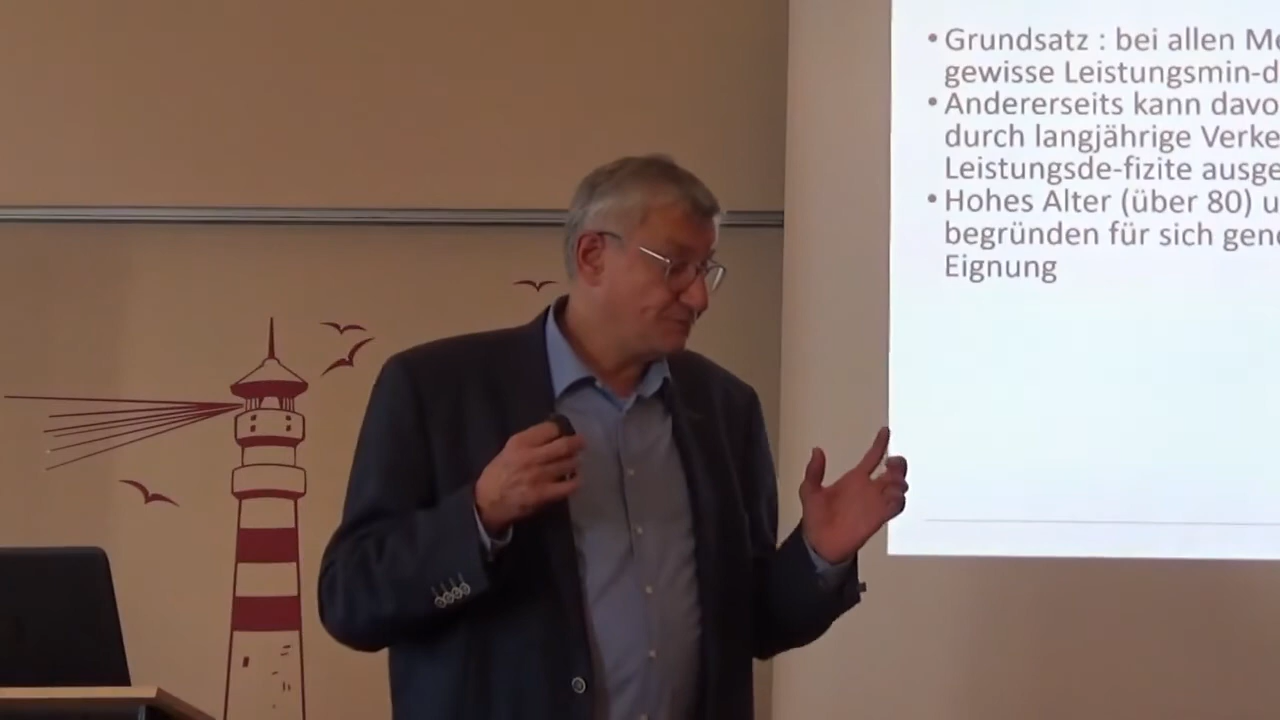 • Grundsatz : bei allen Me
gewisse Leistungsmin-d
• Andererseits kann davo
durch langjährige Verke
Leistungsde-fizite ausge
• Hohes Alter (über 80) u
begründen für sich gene
Eignung